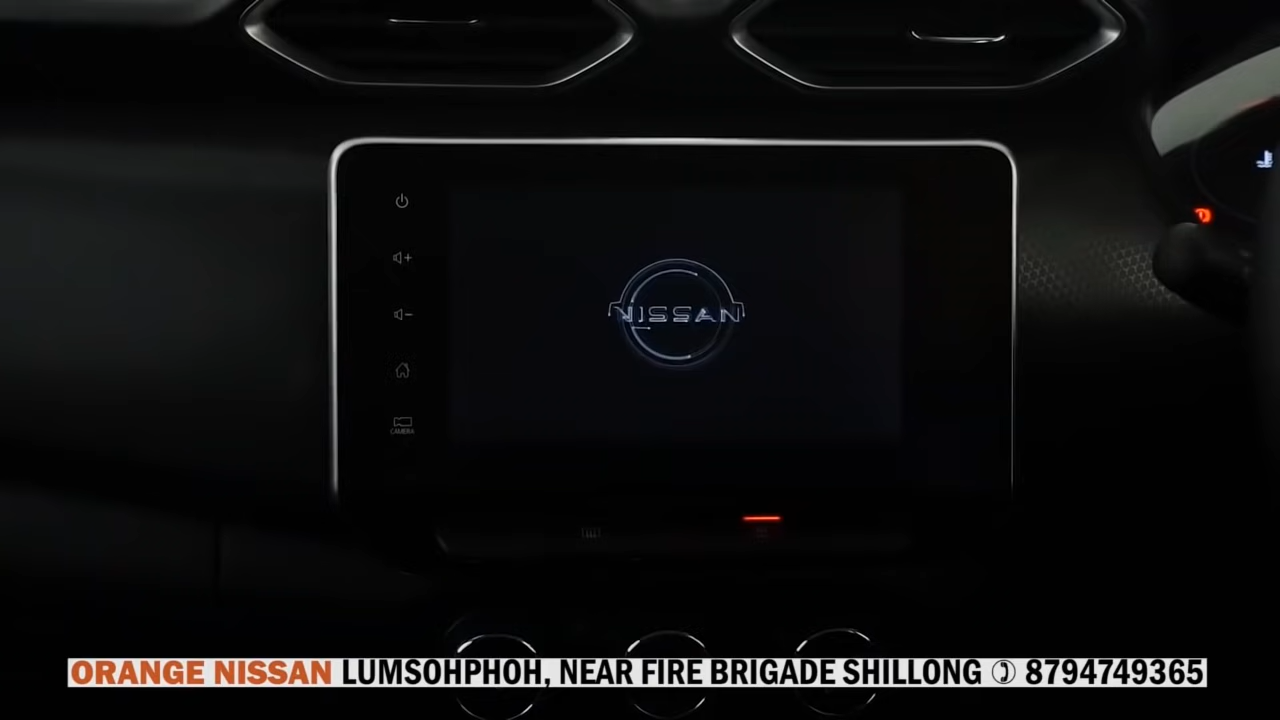 NISSAN
CAMERA
ORANGE NISSAN LUMSOHPHOH, NEAR FIRE BRIGADE SHILLONG ✆ 8794749365